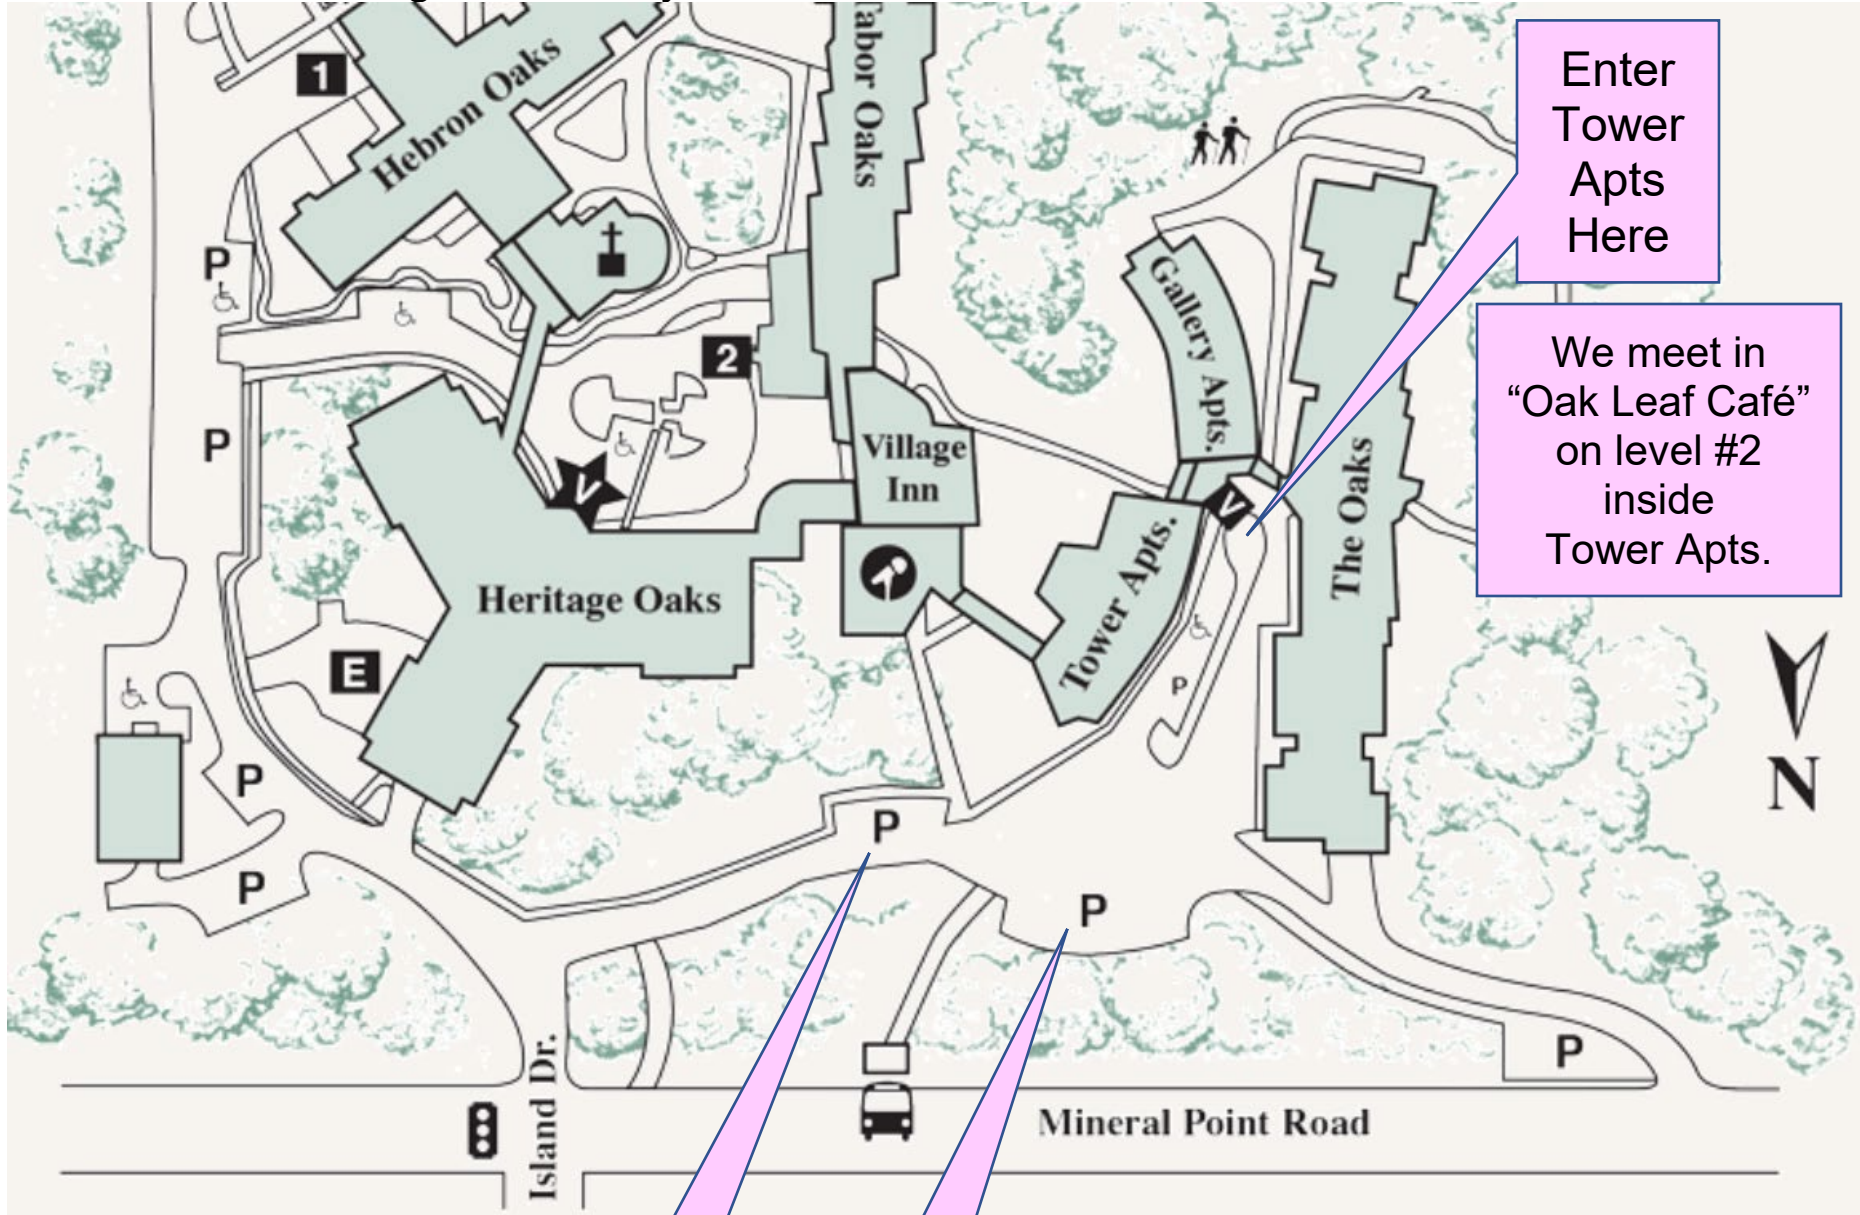 1
Hebron Oaks
Tabor Oaks
Enter
Tower
Apts
Here
P
Gallery Apts.
2
We meet in
“Oak Leaf Café”
on level #2
inside
Tower Apts.
P
Village
Inn
V
V
The Oaks
Heritage Oaks
Tower Apts.
E
P
P
P
P
P
N
P
Island Dr.
Mineral Point Road